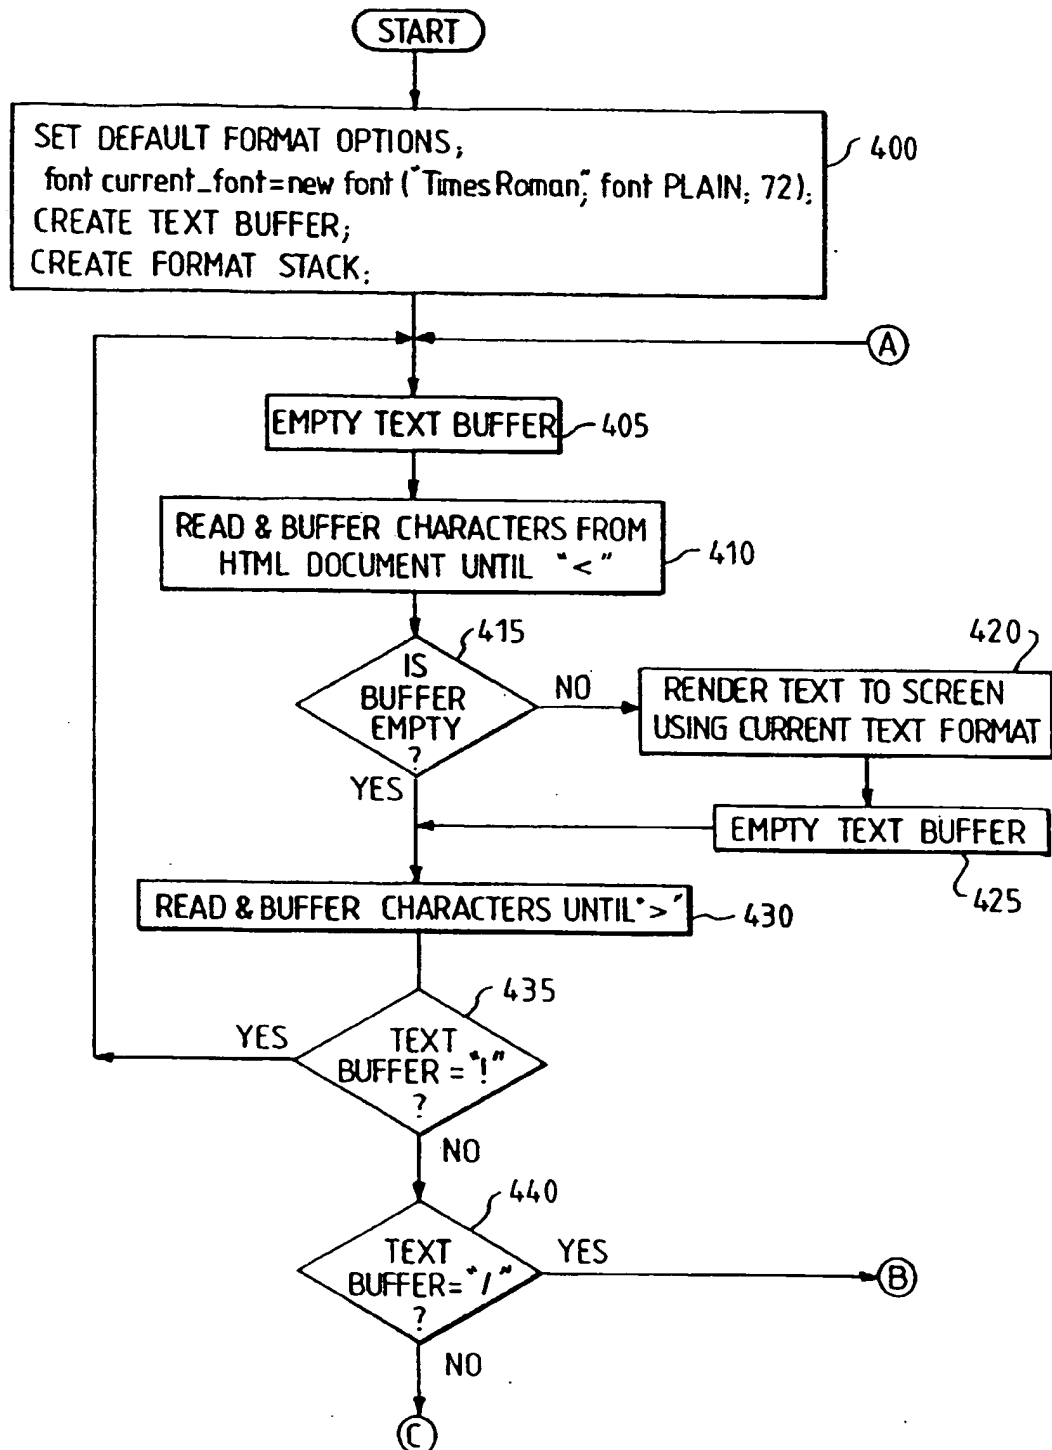 START
SET DEFAULT FORMAT OPTIONS;
font current_font=new font ("TimesRoman", font PLAIN; 72);
CREATE TEXT BUFFER;
CREATE FORMAT STACK;
400
A
EMPTY TEXT BUFFER
405
READ & BUFFER CHARACTERS FROM
HTML DOCUMENT UNTIL "<"
410
415
IS
BUFFER
EMPTY
?
NO
YES
420
RENDER TEXT TO SCREEN
USING CURRENT TEXT FORMAT
EMPTY TEXT BUFFER
425
READ & BUFFER CHARACTERS UNTIL ">"
430
435
YES
TEXT
BUFFER = "!"
?
NO
440
TEXT
BUFFER= "/"
?
YES
B
NO
C